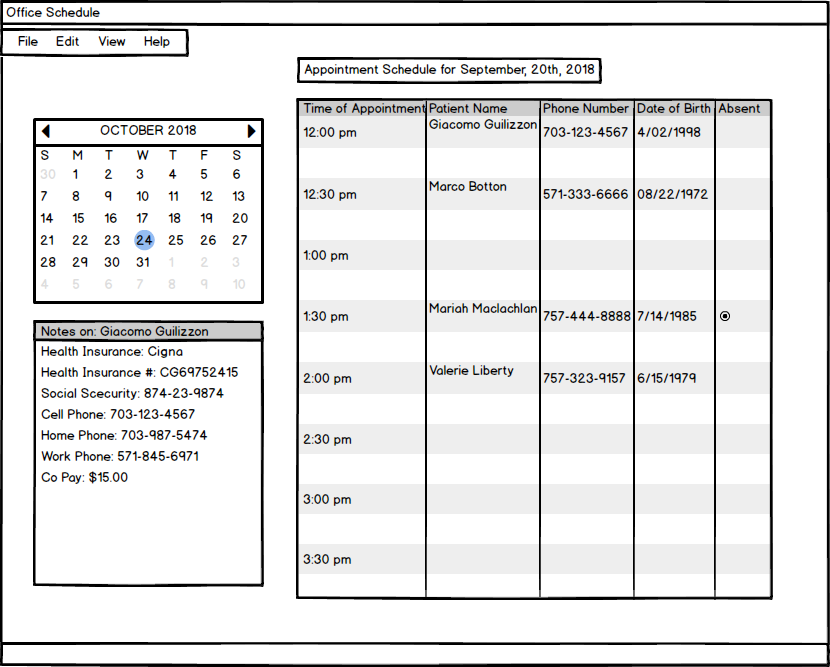 Office Schedule
File Edit View Help
Appointment Schedule for September, 20th, 2018
OCTOBER 2018
S M T W T F S
30 1 2 3 4 5 6
7 8 9 10 11 12 13
14 15 16 17 18 19 20
21 22 23 24 25 26 27
28 29 30 31 1 2 3
4 5 6 7 8 9 10
Notes on: Giacomo Guilizzon
Health Insurance: Cigna
Health Insurance #: CG69752415
Social Scecurity: 874-23-9874
Cell Phone: 703-123-4567
Home Phone: 703-987-5474
Work Phone: 571-845-6971
Co Pay: $15.00
Time of Appointment Patient Name Phone Number Date of Birth Absent
12:00 pm Giacomo Guilizzon 703-123-4567 4/02/1998
12:30 pm Marco Botton 571-333-6666 08/22/1972
1:00 pm
1:30 pm Mariah Maclachlan 757-444-8888 7/14/1985
2:00 pm Valerie Liberty 757-323-9157 6/15/1979
2:30 pm
3:00 pm
3:30 pm